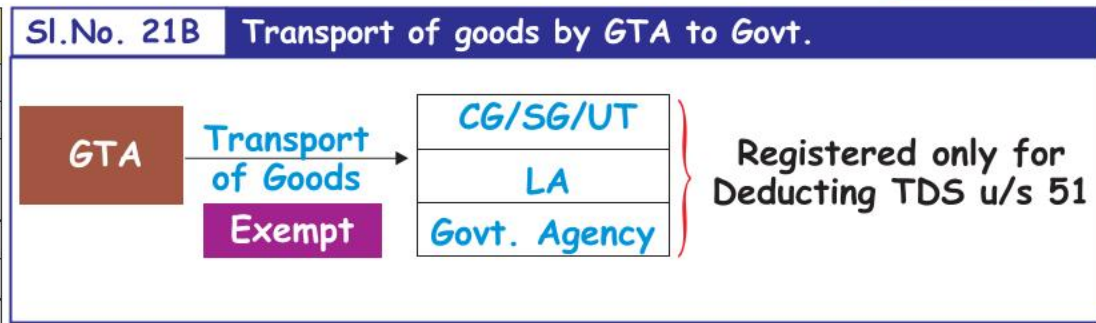 Sl.No. 21B Transport of goods by GTA to Govt.
GTA
Transport
of Goods
Exempt
CG/SG/UT
LA
Govt. Agency
Registered only for
Deducting TDS u/s 51